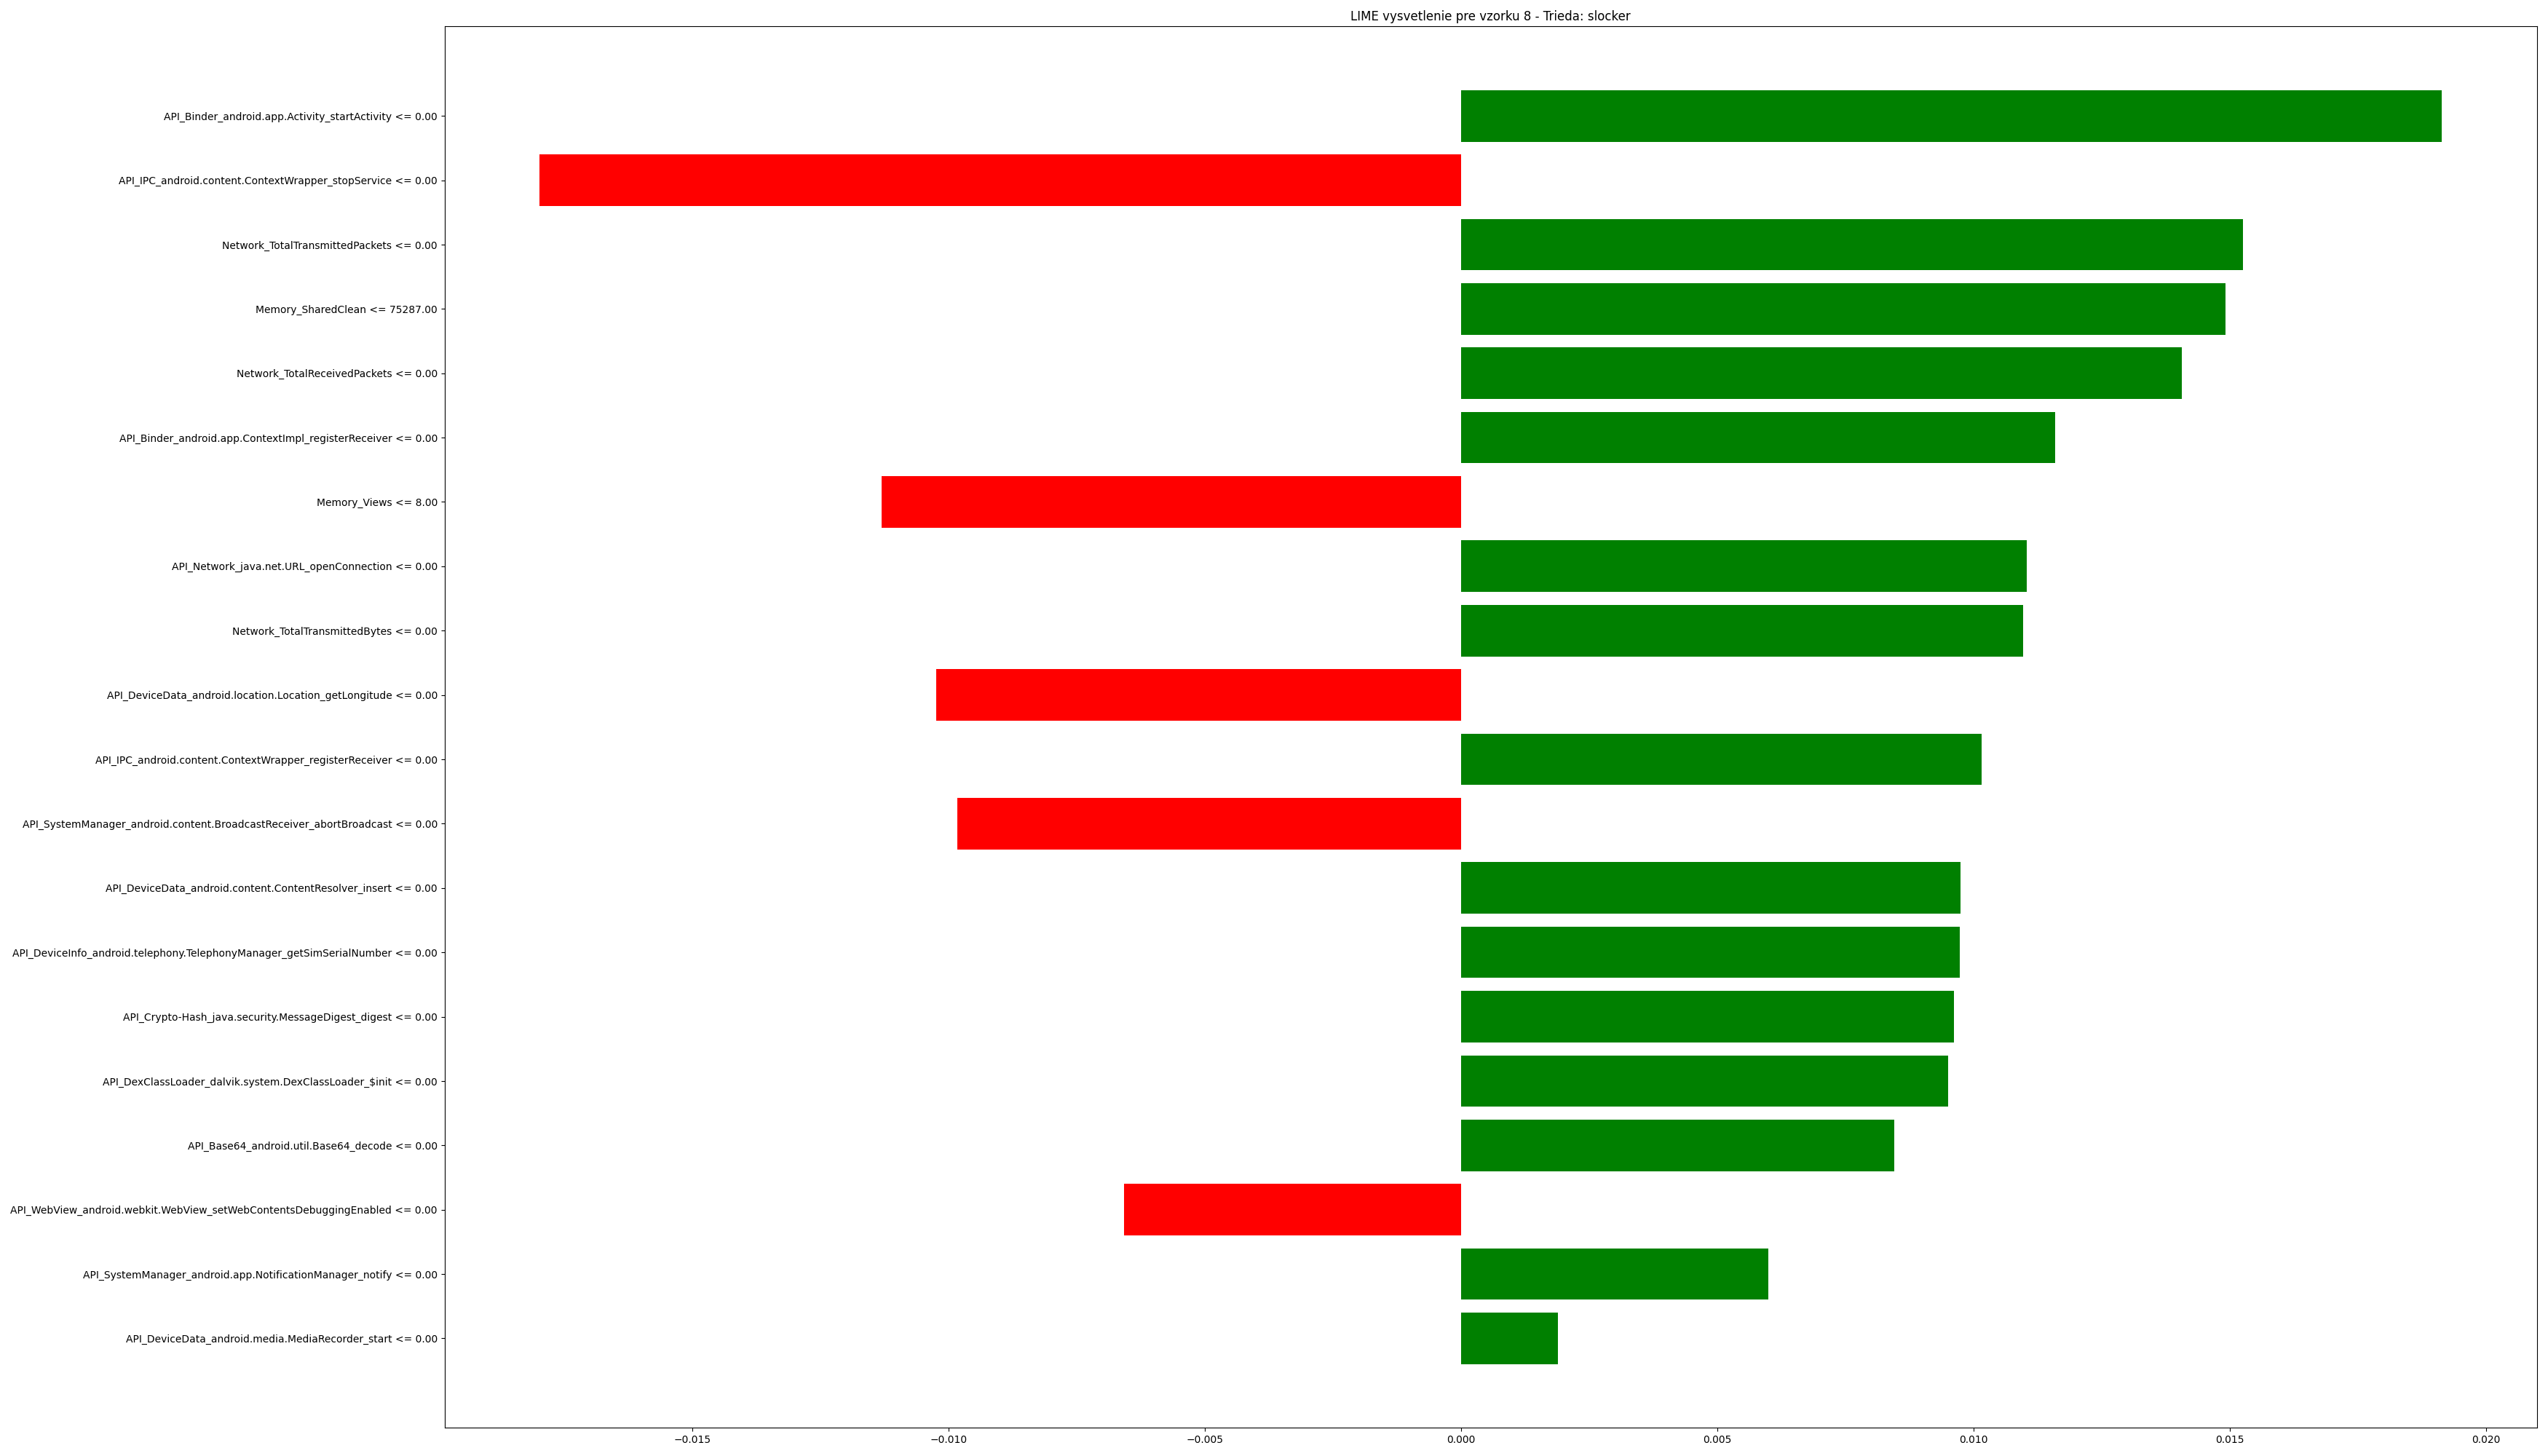 LIME vysvetlenie pre vzorku 8 - Trieda: slocker
API_Binder_android.app.Activity_startActivity <= 0.00
API_IPC_android.content.ContextWrapper_stopService <= 0.00
Network_TotalTransmittedPackets <= 0.00
Memory_SharedClean <= 75287.00
Network_TotalReceivedPackets <= 0.00
API_Binder_android.app.ContextImpl_registerReceiver <= 0.00
Memory_Views <= 8.00
API_Network_java.net.URL_openConnection <= 0.00
Network_TotalTransmittedBytes <= 0.00
API_DeviceData_android.location.Location_getLongitude <= 0.00
API_IPC_android.content.ContextWrapper_registerReceiver <= 0.00
API_SystemManager_android.content.BroadcastReceiver_abortBroadcast <= 0.00
API_DeviceData_android.content.ContentResolver_insert <= 0.00
API_DeviceInfo_android.telephony.TelephonyManager_getSimSerialNumber <= 0.00
API_Crypto-Hash_java.security.MessageDigest_digest <= 0.00
API_DexClassLoader_dalvik.system.DexClassLoader_$init <= 0.00
API_Base64_android.util.Base64_decode <= 0.00
API_WebView_android.webkit.WebView_setWebContentsDebuggingEnabled <= 0.00
API_SystemManager_android.app.NotificationManager_notify <= 0.00
API_DeviceData_android.media.MediaRecorder_start <= 0.00
−0.015 −0.010 −0.005 0.000 0.005 0.010 0.015 0.020